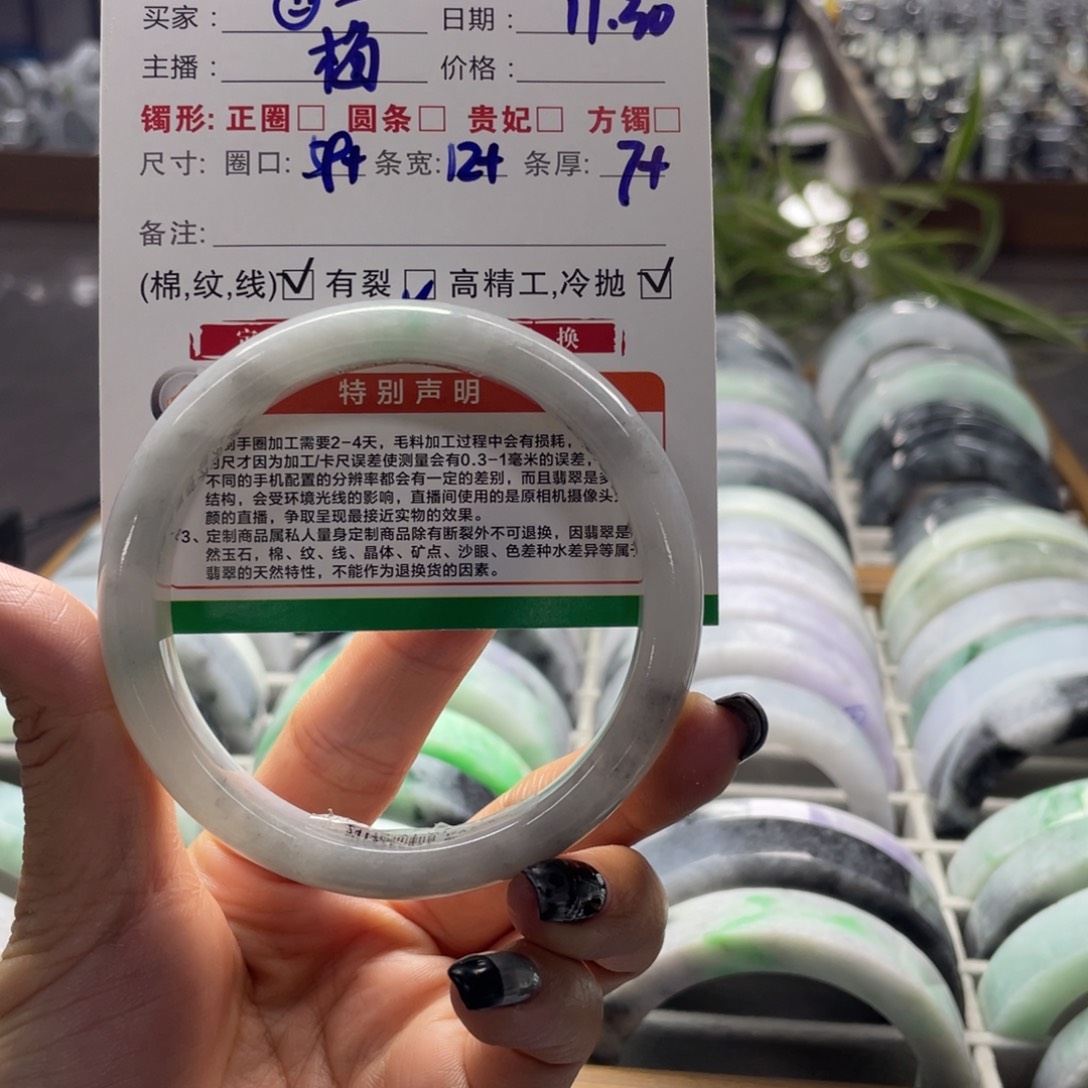 买家：
日期： 11.30
主播： 杨 价格：
镯形: 正圈□ 圆条□ 贵妃□ 方镯□
尺寸: 圈口: 59+ 条宽: 12+ 条厚: 7+
备注:
(棉,纹,线)☑ 有裂☑ 高精工,冷抛☑
换
特别声明
手圈加工需要2-4天，毛料加工过程中会有损耗，
尺才因为加工/卡尺误差使测量会有0.3-1毫米的误差，
不同的手机配置的分辨率都会有一定的差别，而且翡翠是
结构，会受环境光线的影响，直播间使用的是原相机摄像头
颜的直播，争取呈现最接近实物的效果。
3、定制商品属私人量身定制商品除有断裂外不可退换，因翡翠是
然玉石，棉、纹、线、晶体、矿点、沙眼、色差种水差异等属
翡翠的天然特性，不能作为退换货的因素。